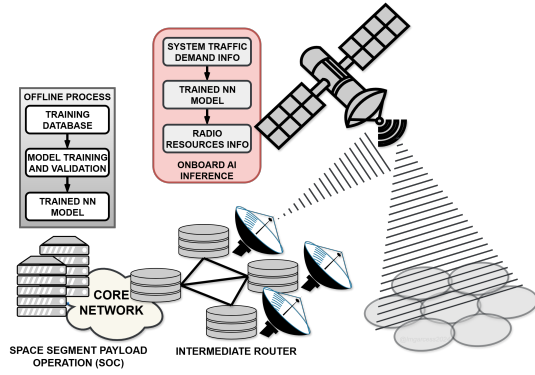 SYSTEM TRAFFIC
DEMAND INFO
TRAINED NN
MODEL
RADIO
RESOURCES INFO
ONBOARD AI
INFERENCE
OFFLINE PROCESS
TRAINING
DATABASE
MODEL TRAINING
AND VALIDATION
TRAINED NN
MODEL
CORE
NETWORK
SPACE SEGMENT PAYLOAD
OPERATION (SOC)
INTERMEDIATE ROUTER